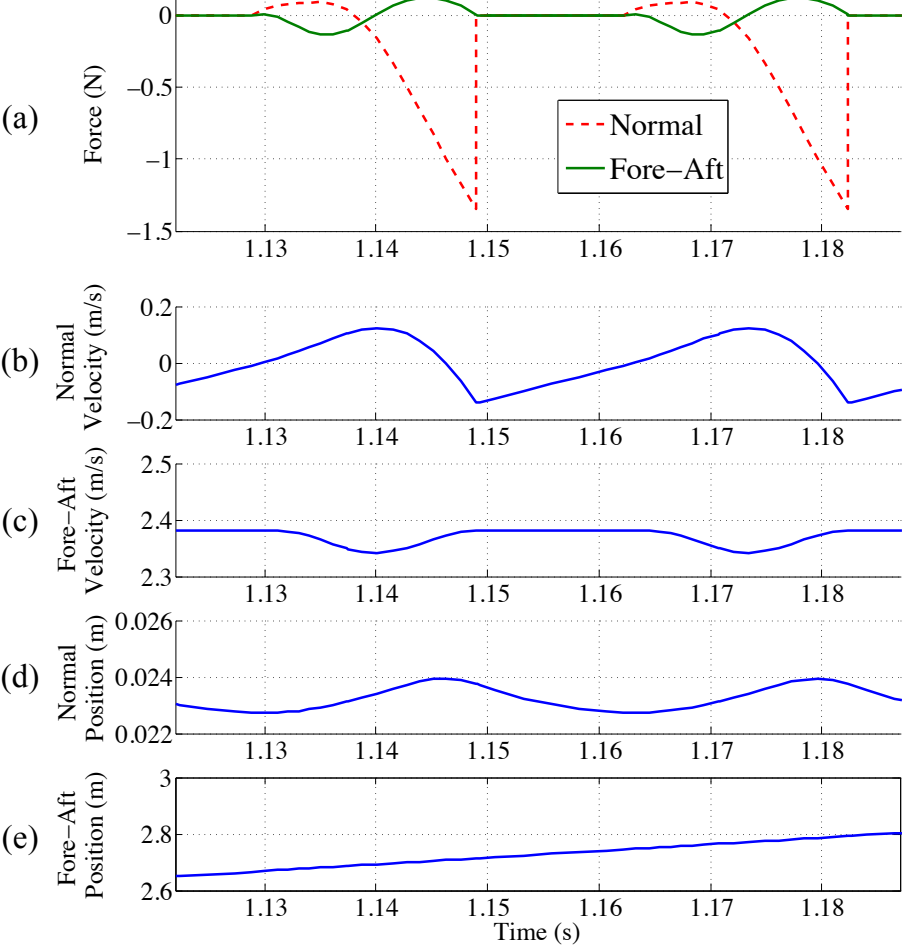 (a)
Force (N)
0
−0.5
−1
−1.5
Normal
Fore−Aft
1.13 1.14 1.15 1.16 1.17 1.18
(b)
Normal
Velocity (m/s)
0.2
0
−0.2
1.13 1.14 1.15 1.16 1.17 1.18
(c)
Fore−Aft
Velocity (m/s)
2.5
2.4
2.3
1.13 1.14 1.15 1.16 1.17 1.18
(d)
Normal
Position (m)
0.026
0.024
0.022
1.13 1.14 1.15 1.16 1.17 1.18
(e)
Fore−Aft
Position (m)
3
2.8
2.6
1.13 1.14 1.15 1.16 1.17 1.18
Time (s)